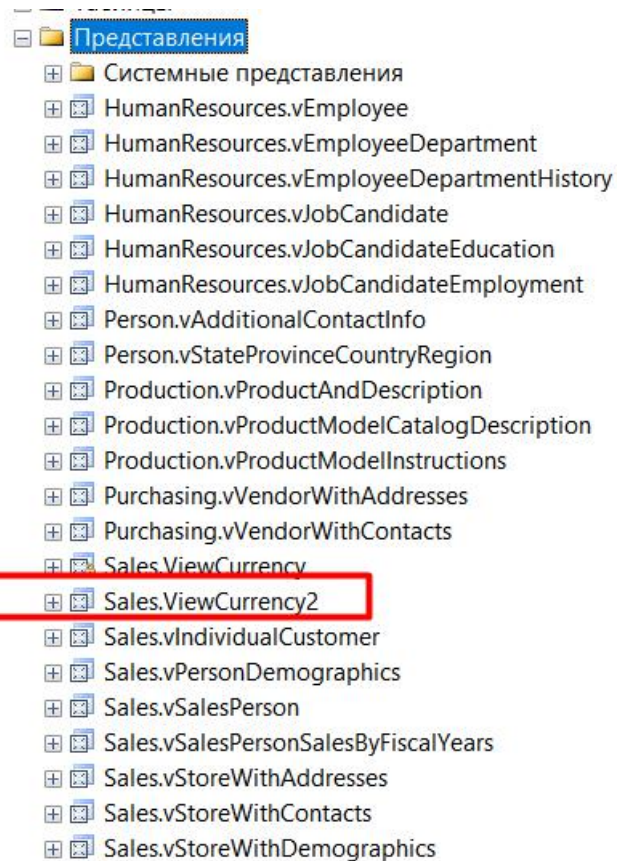 Представления
Системные представления
HumanResources.vEmployee
HumanResources.vEmployeeDepartment
HumanResources.vEmployeeDepartmentHistory
HumanResources.vJobCandidate
HumanResources.vJobCandidateEducation
HumanResources.vJobCandidateEmployment
Person.vAdditionalContactInfo
Person.vStateProvinceCountryRegion
Production.vProductAndDescription
Production.vProductModelCatalogDescription
Production.vProductModelInstructions
Purchasing.vVendorWithAddresses
Purchasing.vVendorWithContacts
Sales.ViewCurrency
Sales.ViewCurrency2
Sales.vIndividualCustomer
Sales.vPersonDemographics
Sales.vSalesPerson
Sales.vSalesPersonSalesByFiscalYears
Sales.vStoreWithAddresses
Sales.vStoreWithContacts
Sales.vStoreWithDemographics